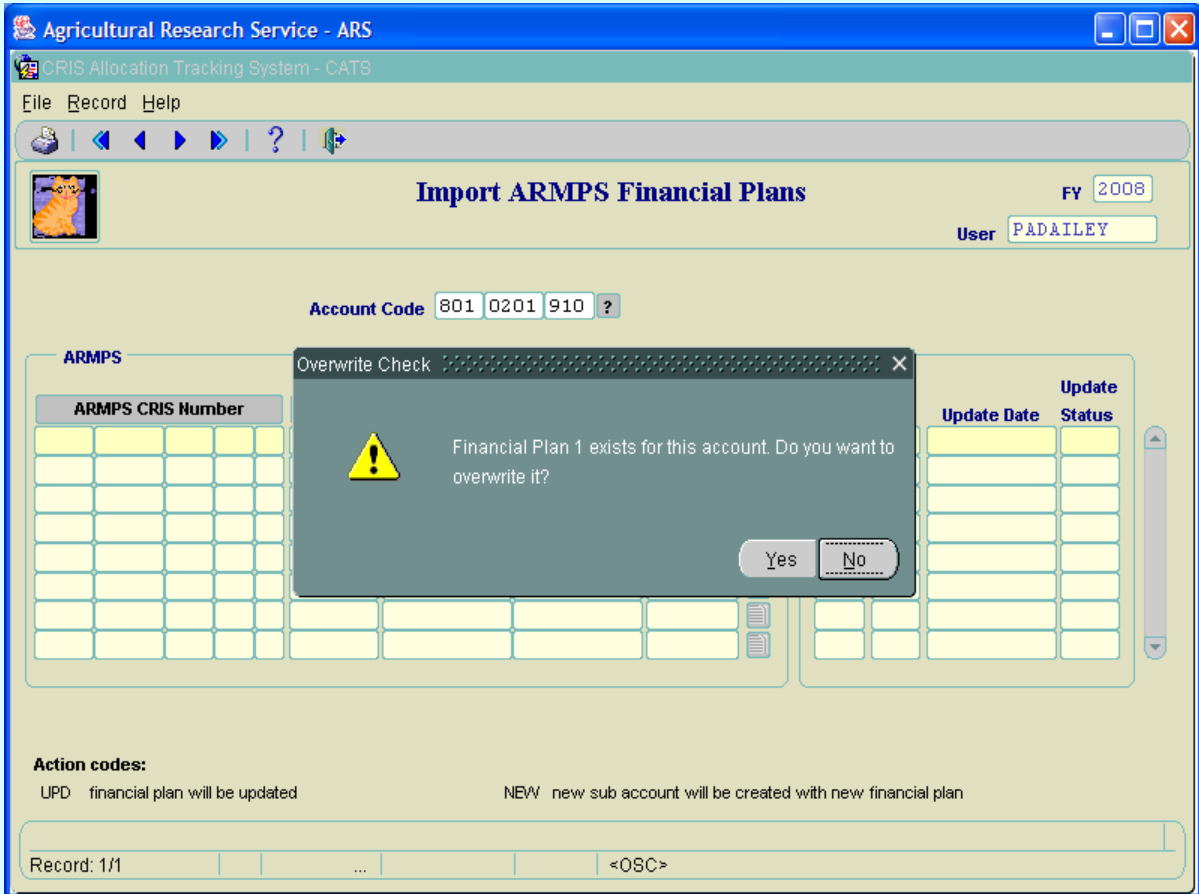 Agricultural Research Service - ARS
CRIS Allocation Tracking System - CATS
File Record Help
Import ARMPS Financial Plans
FY 2008
User PADAILEY
Account Code 801 0201 910 ?
ARMPS
Overwrite Check
Update
ARMPS CRIS Number
Update Date Status
Financial Plan 1 exists for this account. Do you want to
overwrite it?
Yes No
Action codes:
UPD financial plan will be updated NEW new sub account will be created with new financial plan
Record: 1/1 ... <OSC>